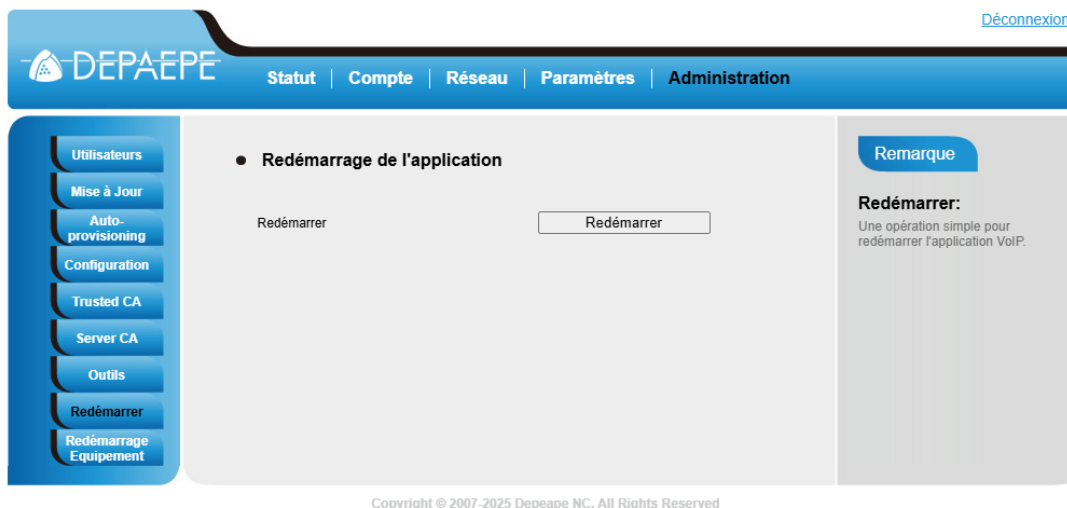 Déconnexion
DEPAEPE
Statut
Compte
Réseau
Paramètres
Administration
Utilisateurs
Mise à Jour
Auto-
provisioning
Configuration
Trusted CA
Server CA
Outils
Redémarrer
Redémarrage
Equipement
Redémarrage de l'application
Redémarrer
Redémarrer
Remarque
Redémarrer:
Une opération simple pour
redémarrer l'application VoIP.
Copyright © 2007-2025 Depeape NC. All Rights Reserved